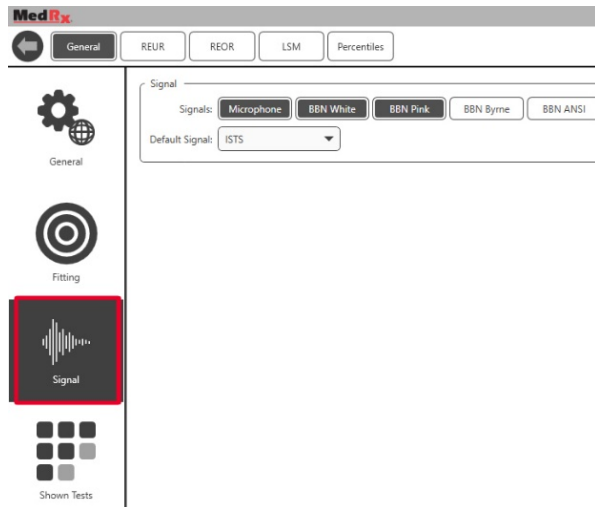 MedRx
General REUR REOR LSM Percentiles
Signal
Signals: Microphone BBN White BBN Pink BBN Byrne BBN ANSI
Default Signal: ISTS
General
Fitting
Signal
Shown Tests